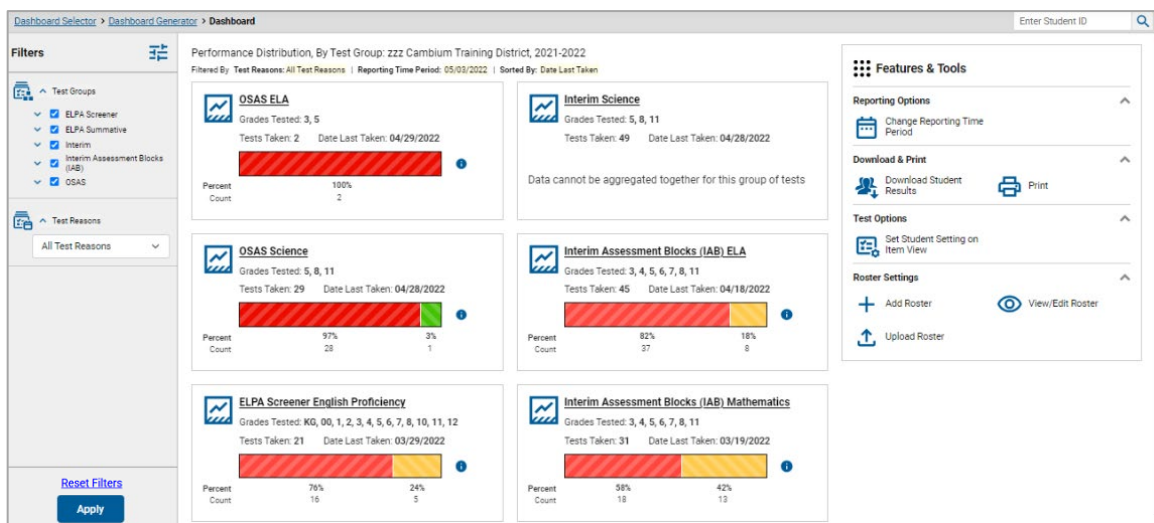 Dashboard Selector > Dashboard Generator > Dashboard
Enter Student ID
Filters
Test Groups
ELPA Screener
ELPA Summative
Interim
Interim Assessment Blocks
(IAB)
OSAS
Test Reasons
All Test Reasons
Reset Filters
Apply
Performance Distribution, By Test Group: zzz Cambium Training District, 2021-2022
Filtered By Test Reasons: All Test Reasons | Reporting Time Period: 05/03/2022 | Sorted By: Date Last Taken
OSAS ELA
Grades Tested: 3, 5
Tests Taken: 2 Date Last Taken: 04/29/2022
Percent 100%
Count 2
Interim Science
Grades Tested: 5, 8, 11
Tests Taken: 49 Date Last Taken: 04/28/2022
Data cannot be aggregated together for this group of tests
OSAS Science
Grades Tested: 5, 8, 11
Tests Taken: 29 Date Last Taken: 04/28/2022
Percent 97% 3%
Count 28 1
Interim Assessment Blocks (IAB) ELA
Grades Tested: 3, 4, 5, 6, 7, 8, 11
Tests Taken: 45 Date Last Taken: 04/18/2022
Percent 82% 18%
Count 37 8
ELPA Screener English Proficiency
Grades Tested: KG, 00, 1, 2, 3, 4, 5, 6, 7, 8, 10, 11, 12
Tests Taken: 21 Date Last Taken: 03/29/2022
Percent 76% 24%
Count 16 5
Interim Assessment Blocks (IAB) Mathematics
Grades Tested: 3, 4, 5, 6, 7, 8, 11
Tests Taken: 31 Date Last Taken: 03/19/2022
Percent 58% 42%
Count 18 13
Features & Tools
Reporting Options
Change Reporting Time
Period
Download & Print
Download Student
Results
Print
Test Options
Set Student Setting on
Item View
Roster Settings
Add Roster
View/Edit Roster
Upload Roster